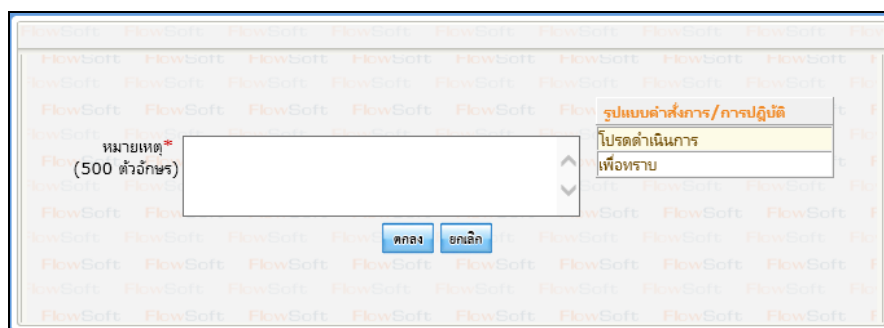 รูปแบบคำสั่งการ/การปฏิบัติ
โปรดดำเนินการ
เพื่อทราบ
หมายเหตุ*
(500 ตัวอักษร)
ตกลง ยกเลิก
FlowSoft